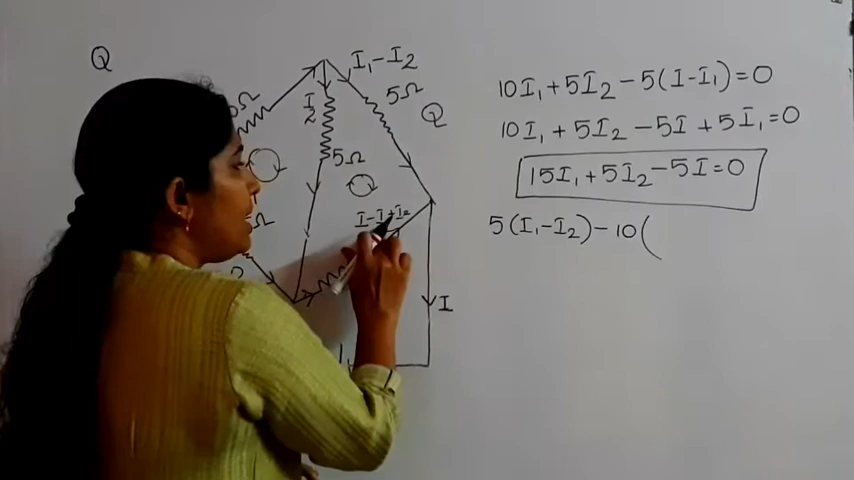 Q
I₁-I₂
Ω
5Ω
I₂
Q
5Ω
Ω
I-I₁+I₂
I
10I₁+5I₂-5(I-I₁)=0
10I₁+5I₂-5I+5I₁=0
15I₁+5I₂-5I=0
5(I₁-I₂)-10(